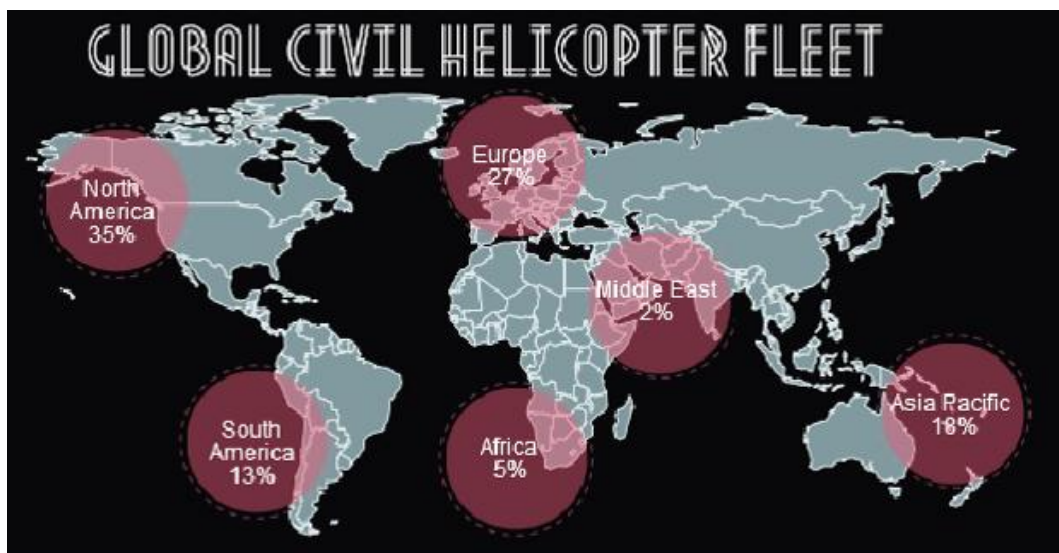 GLOBAL CIVIL HELICOPTER FLEET
Europe
27%
North
America
35%
Middle East
2%
Asia Racific
18%
South
America
13%
Africa
5%